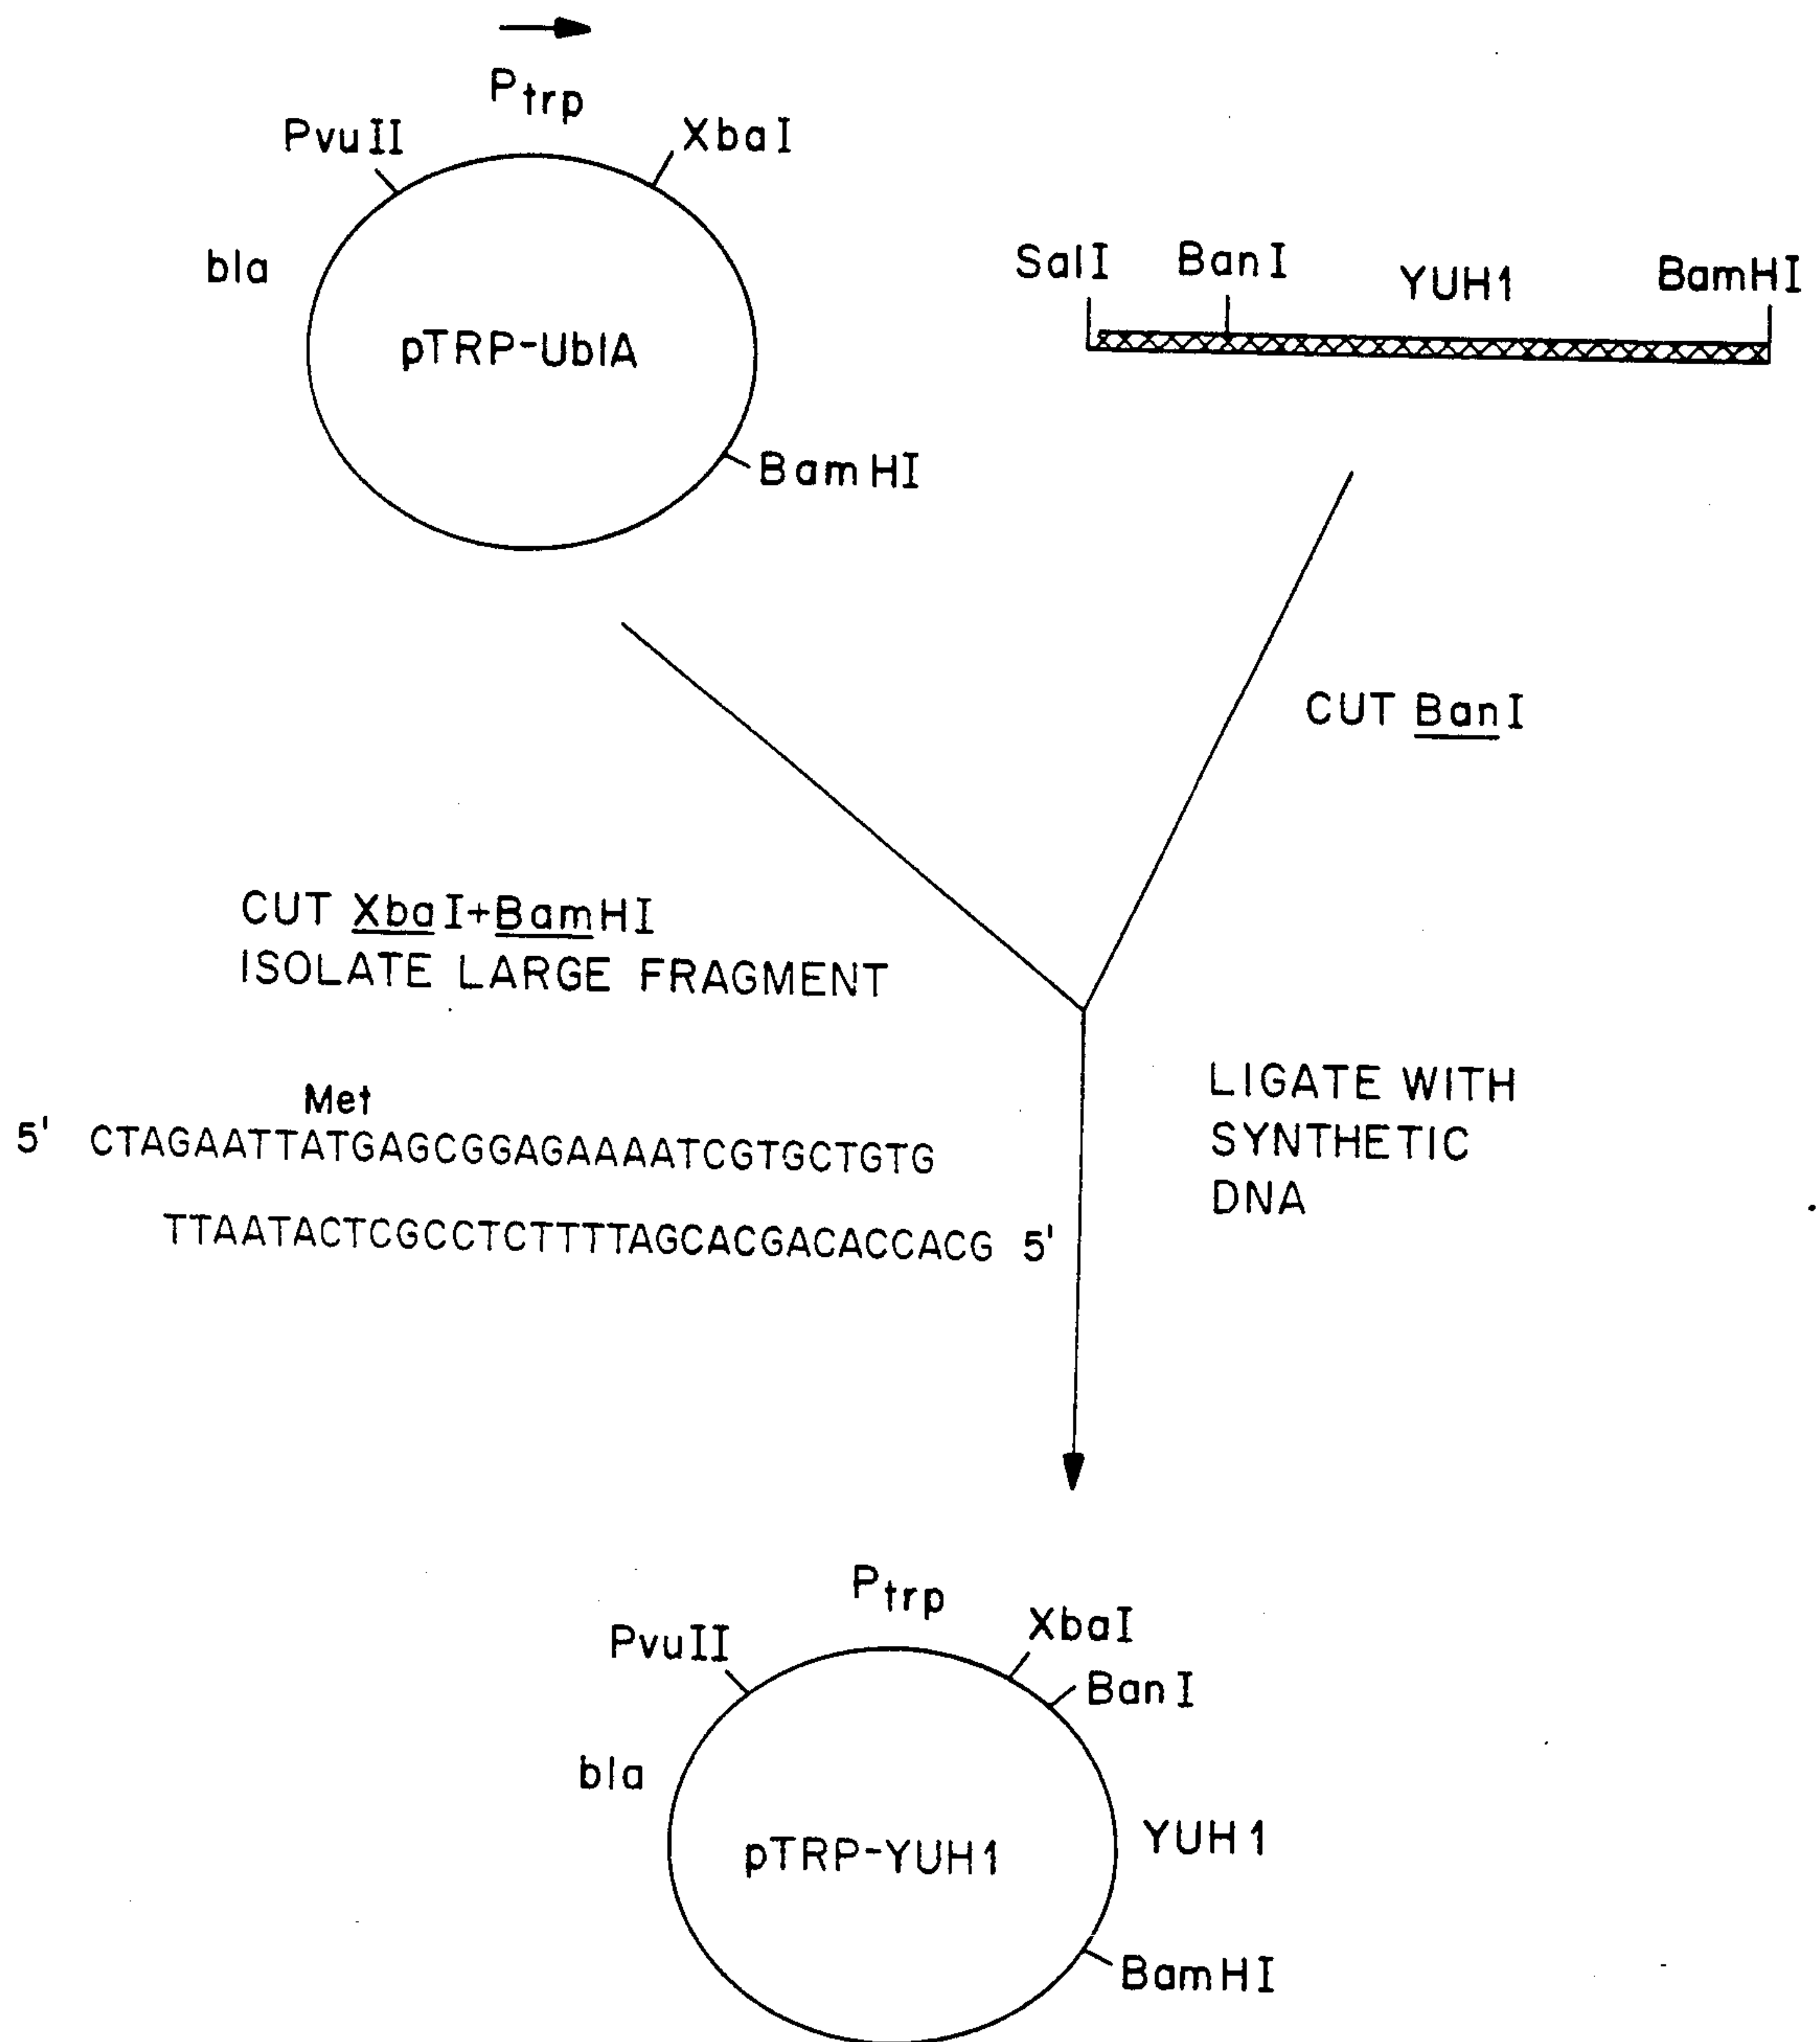 Ptrp
PvuII
XbaI
bla
pTRP-UblA
BamHI
SalI
BanI
YUH1
BamHI
CUT BanI
CUT XbaI+BamHI
ISOLATE LARGE FRAGMENT
Met
5' CTAGAATTATGAGCGGAGAAAATCGTGCTGTG
TTAATACTCGCCTCTTTTAGCACGACACCACG 5'
LIGATE WITH
SYNTHETIC
DNA
Ptrp
PvuII
XbaI
BanI
bla
pTRP-YUH1
YUH1
BamHI